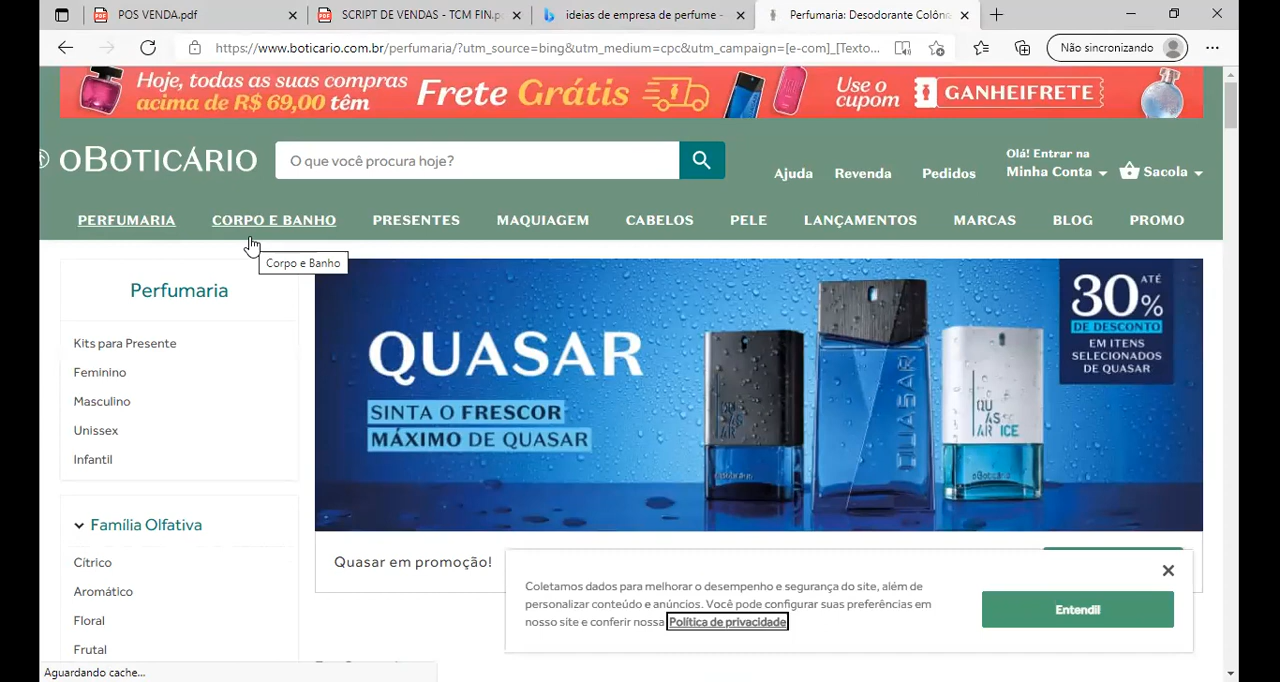 POS VENDA.pdf
SCRIPT DE VENDAS - TCM FIN.p
ideias de empresa de perfume -
Perfumaria: Desodorante Colôni
https://www.boticario.com.br/perfumaria/?utm_source=bing&utm_medium=cpc&utm_campaign=[e-com]_[Texto...
Não sincronizando
Hoje, todas as suas compras
acima de R$ 69,00 têm
Frete Grátis
Use o
cupom
GANHEIFRETE
oBOTICÁRIO
O que você procura hoje?
Ajuda
Revenda
Pedidos
Olá! Entrar na
Minha Conta
Sacola
PERFUMARIA
CORPO E BANHO
PRESENTES
MAQUIAGEM
CABELOS
PELE
LANÇAMENTOS
MARCAS
BLOG
PROMO
Corpo e Banho
Perfumaria
Kits para Presente
Feminino
Masculino
Unissex
Infantil
Família Olfativa
Cítrico
Aromático
Floral
Frutal
QUASAR
SINTA O FRESCOR
MÁXIMO DE QUASAR
QUASAR
QU
AS
AR ICE
ATÉ
30%
DE DESCONTO
EM ITENS
SELECIONADOS
DE QUASAR
Quasar em promoção!
Coletamos dados para melhorar o desempenho e segurança do site, além de
personalizar conteúdo e anúncios. Você pode configurar suas preferências em
nosso site e conferir nossa Política de privacidade
Entendi!
Aguardando cache...